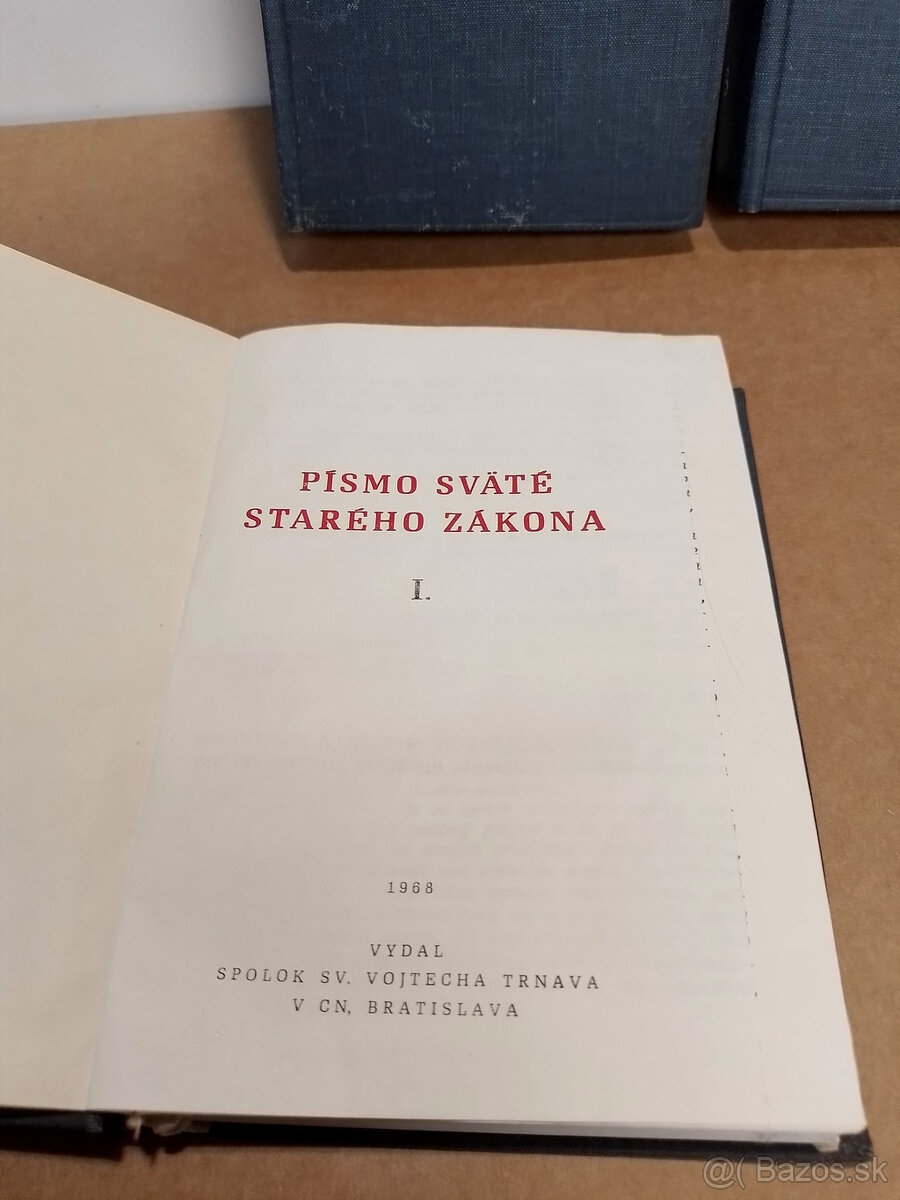 PÍSMO SVÄTÉ
STARÉHO ZÁKONA
I.
1968
VYDAL
SPOLOK SV. VOJTECHA TRNAVA
V CN, BRATISLAVA
@( Bazos.sk